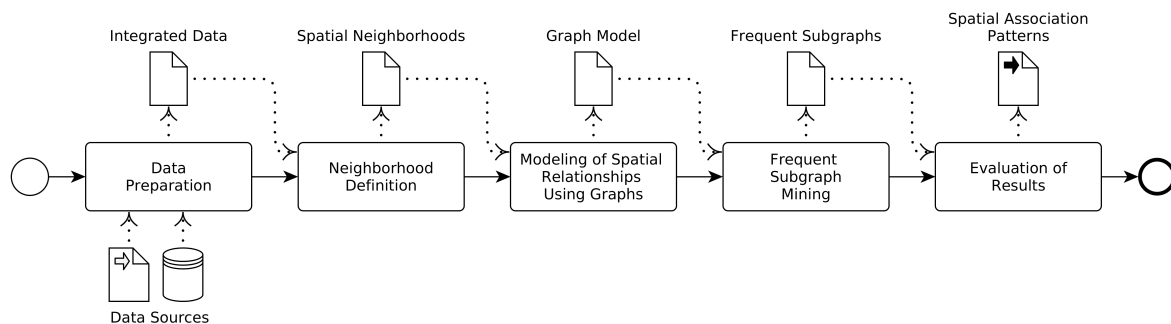 Integrated Data
Spatial Neighborhoods
Graph Model
Frequent Subgraphs
Spatial Association
Patterns
Data
Preparation
Neighborhood
Definition
Modeling of Spatial
Relationships
Using Graphs
Frequent
Subgraph
Mining
Evaluation of
Results
Data Sources